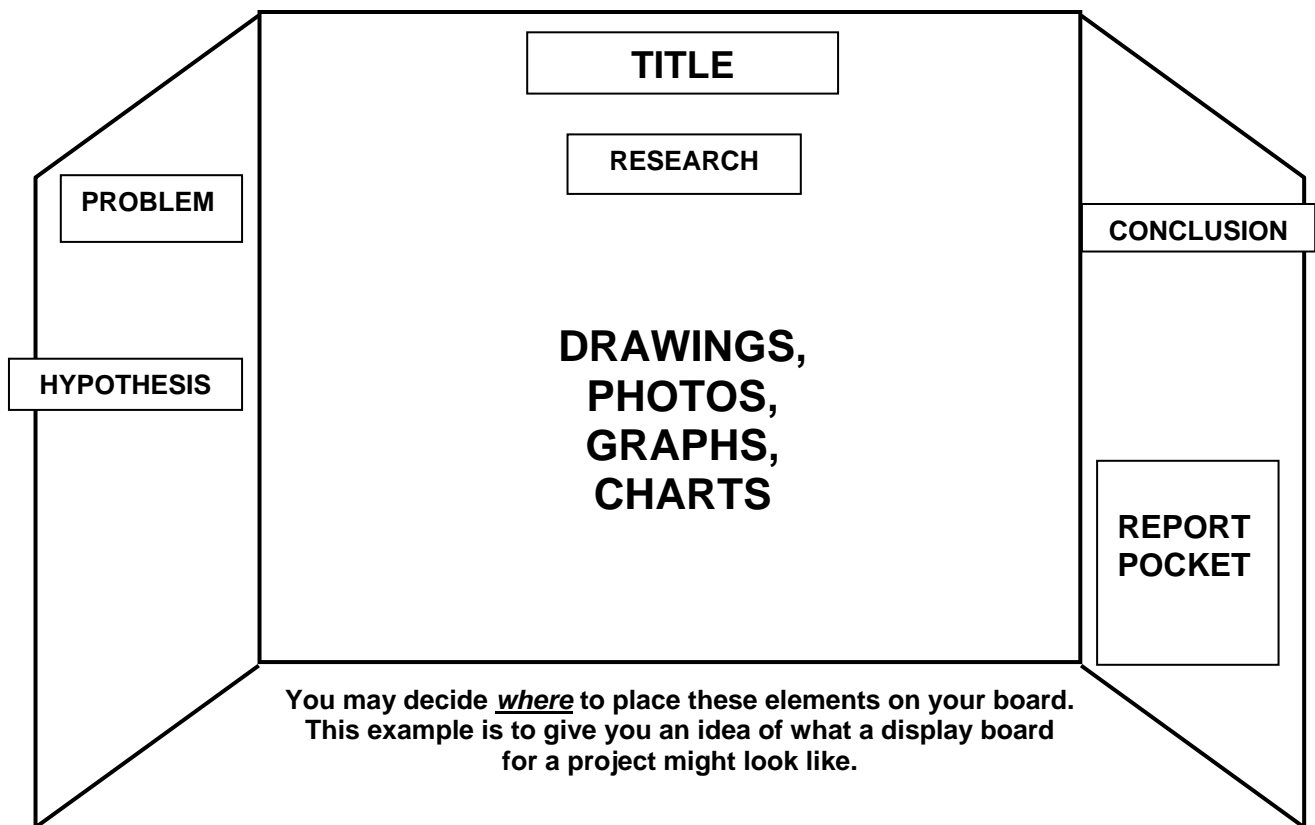 TITLE
RESEARCH
PROBLEM
HYPOTHESIS
DRAWINGS,
PHOTOS,
GRAPHS,
CHARTS
CONCLUSION
REPORT
POCKET
You may decide where to place these elements on your board.
This example is to give you an idea of what a display board
for a project might look like.